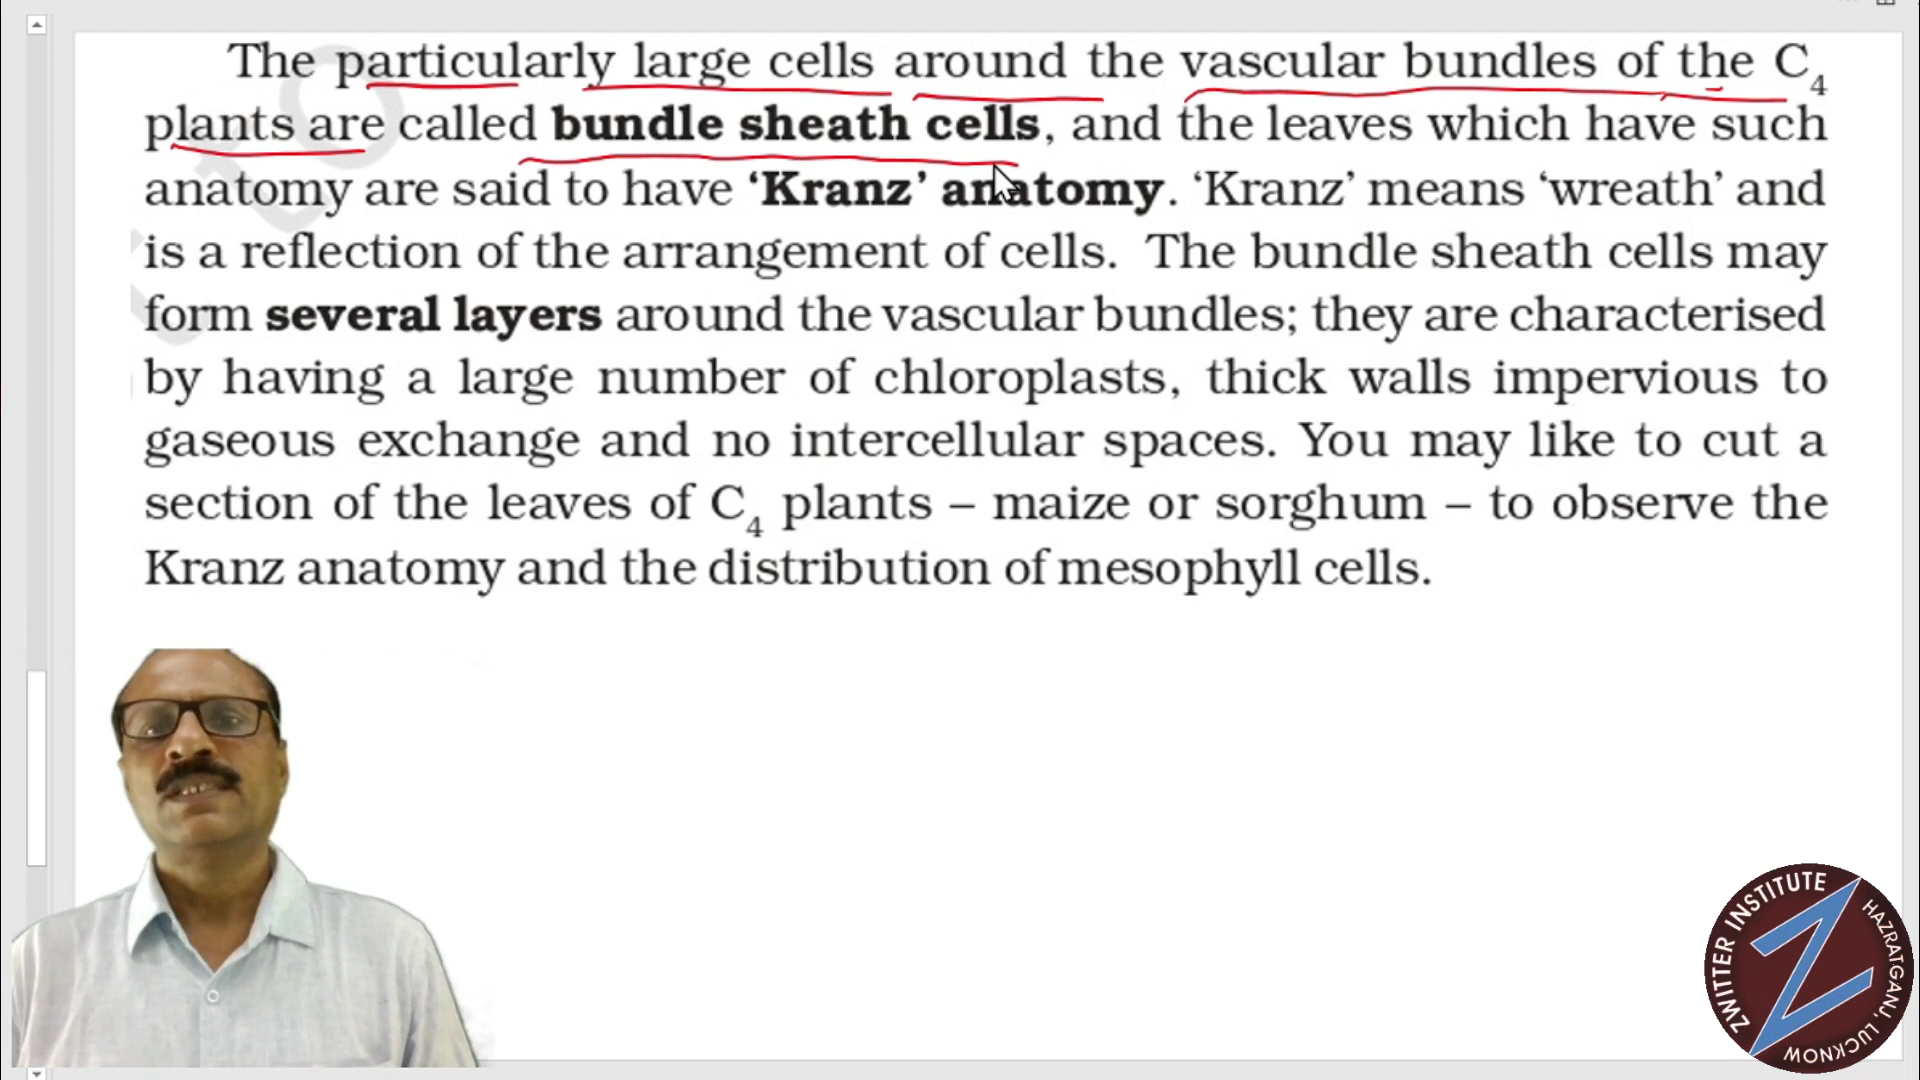 The particularly large cells around the vascular bundles of the C4
plants are called bundle sheath cells, and the leaves which have such
anatomy are said to have ‘Kranz’ anatomy. ‘Kranz’ means ‘wreath’ and
is a reflection of the arrangement of cells. The bundle sheath cells may
form several layers around the vascular bundles; they are characterised
by having a large number of chloroplasts, thick walls impervious to
gaseous exchange and no intercellular spaces. You may like to cut a
section of the leaves of C4 plants – maize or sorghum – to observe the
Kranz anatomy and the distribution of mesophyll cells.
ZWITTER INSTITUTE
HAZRATGANJ, LUCKNOW
Z